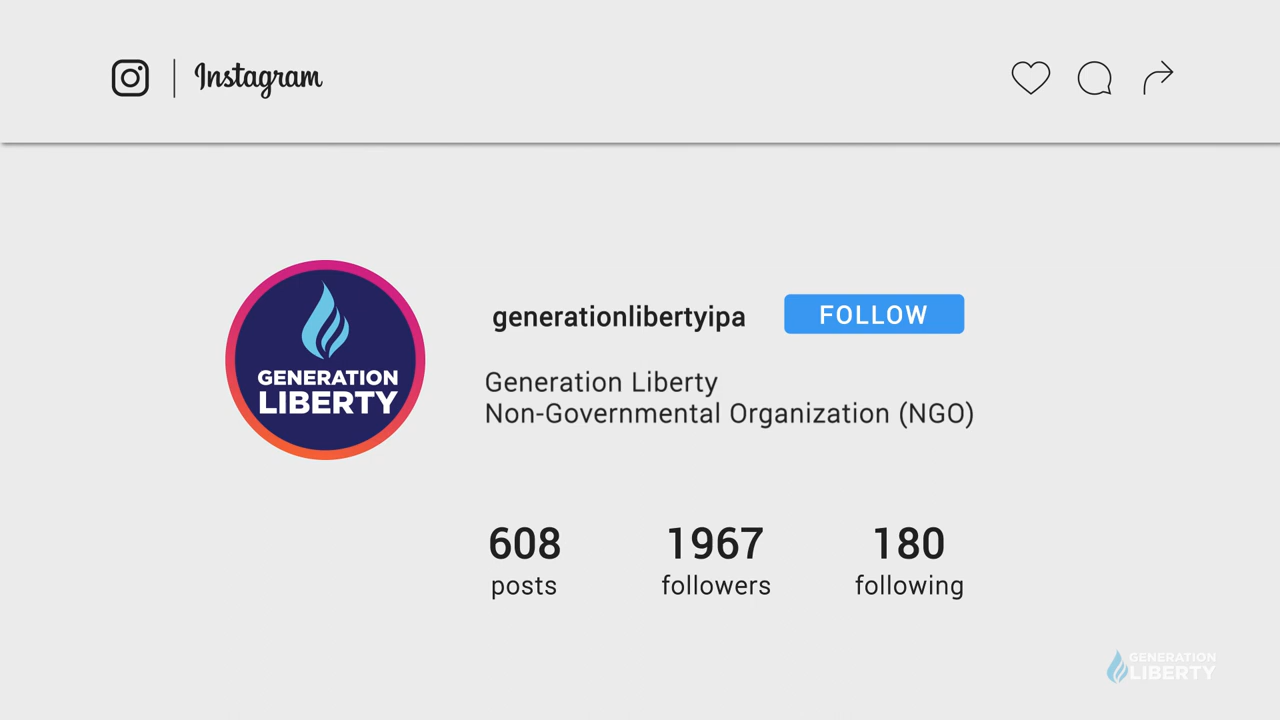 Instagram
GENERATION
LIBERTY
generationlibertyipa
FOLLOW
Generation Liberty
Non-Governmental Organization (NGO)
608
1967
180
posts
followers
following
GENERATION
LIBERTY